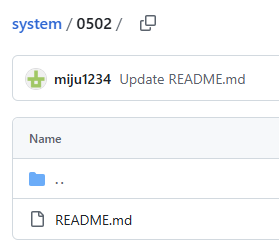 system / 0502 /
miju1234 Update README.md
Name
..
README.md